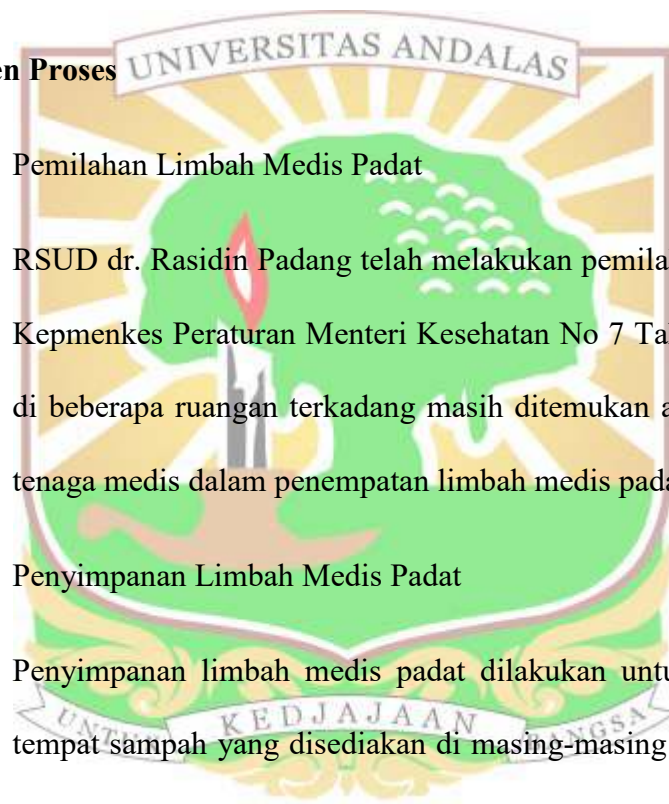 UNIVERSITAS ANDALAS
en Proses
Pemilahan Limbah Medis Padat
RSUD dr. Rasidin Padang telah melakukan pemila
Kepmenkes Peraturan Menteri Kesehatan No 7 Ta
di beberapa ruangan terkadang masih ditemukan a
tenaga medis dalam penempatan limbah medis pada
Penyimpanan Limbah Medis Padat
Penyimpanan limbah medis padat dilakukan untu
UNTUK KEDJAJAAN BANGSA
tempat sampah yang disediakan di masing-masing